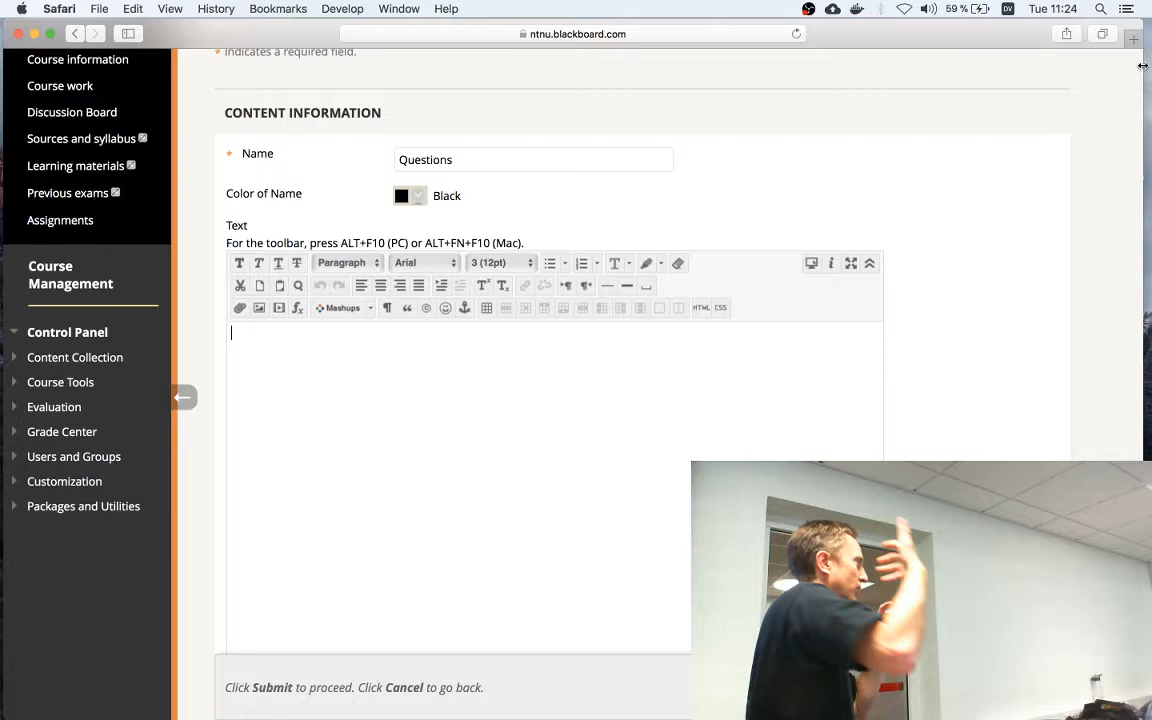 Safari File Edit View History Bookmarks Develop Window Help 59 % DV Tue 11:24
ntnu.blackboard.com
* Indicates a required field.
Course information
Course work
Discussion Board
Sources and syllabus
Learning materials
Previous exams
Assignments
Course
Management
Control Panel
Content Collection
Course Tools
Evaluation
Grade Center
Users and Groups
Customization
Packages and Utilities
CONTENT INFORMATION
* Name Questions
Color of Name Black
Text
For the toolbar, press ALT+F10 (PC) or ALT+FN+F10 (Mac).
T T T T Paragraph Arial 3 (12pt) T
Mashups HTML CSS
Click Submit to proceed. Click Cancel to go back.